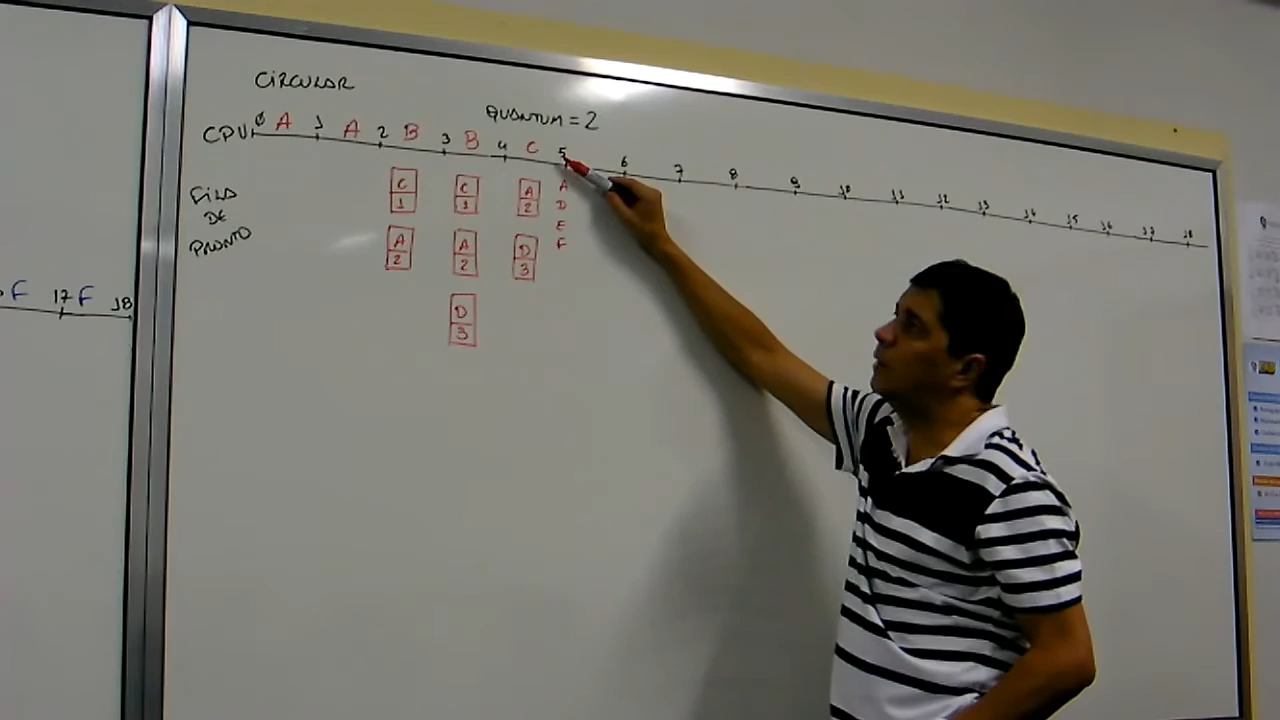 CIRCULAR
QUANTUM = 2
CPU 0 A 1 A 2 B 3 B 4 C 5 6 7 8 9 10 11 12 13 14 15 16 17 18
FILA
DE
PRONTO
C C A A
1 1 2 D
A A D E
2 2 3 F
D
3
F 17 F 18